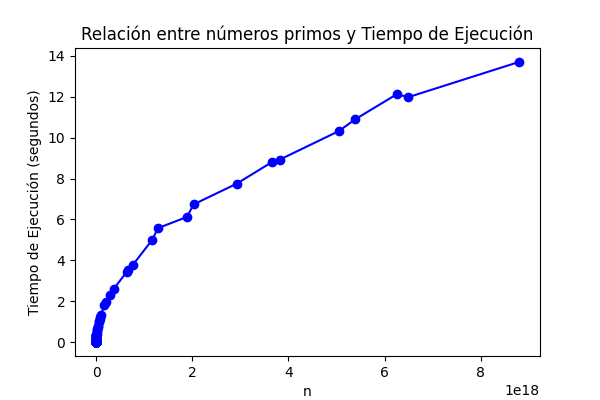 Relación entre números primos y Tiempo de Ejecución
Tiempo de Ejecución (segundos)
14
12
10
8
6
4
2
0
0 2 4 6 8
1e18
n